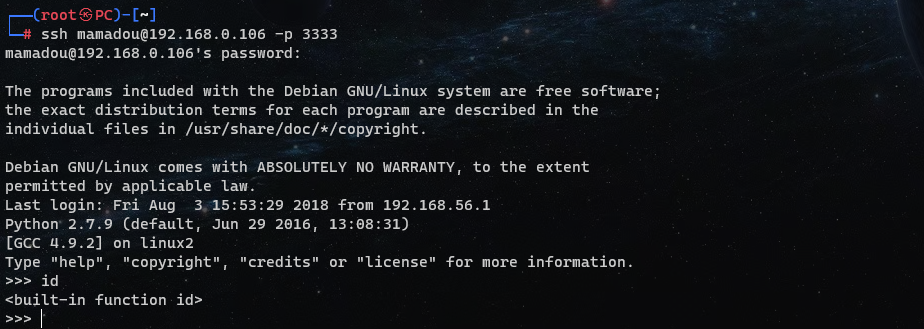 ┌──(root㉿PC)-[~]
└─# ssh mamadou@192.168.0.106 -p 3333
mamadou@192.168.0.106's password:
The programs included with the Debian GNU/Linux system are free software;
the exact distribution terms for each program are described in the
individual files in /usr/share/doc/*/copyright.
Debian GNU/Linux comes with ABSOLUTELY NO WARRANTY, to the extent
permitted by applicable law.
Last login: Fri Aug  3 15:53:29 2018 from 192.168.56.1
Python 2.7.9 (default, Jun 29 2016, 13:08:31)
[GCC 4.9.2] on linux2
Type "help", "copyright", "credits" or "license" for more information.
>>> id
<built-in function id>
>>>